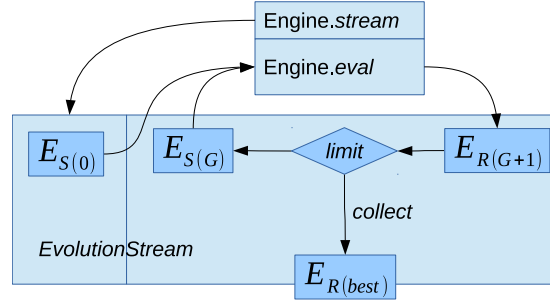 Engine.stream
Engine.eval
E_S(0)
E_S(G)
limit
E_R(G+1)
collect
EvolutionStream
E_R(best)